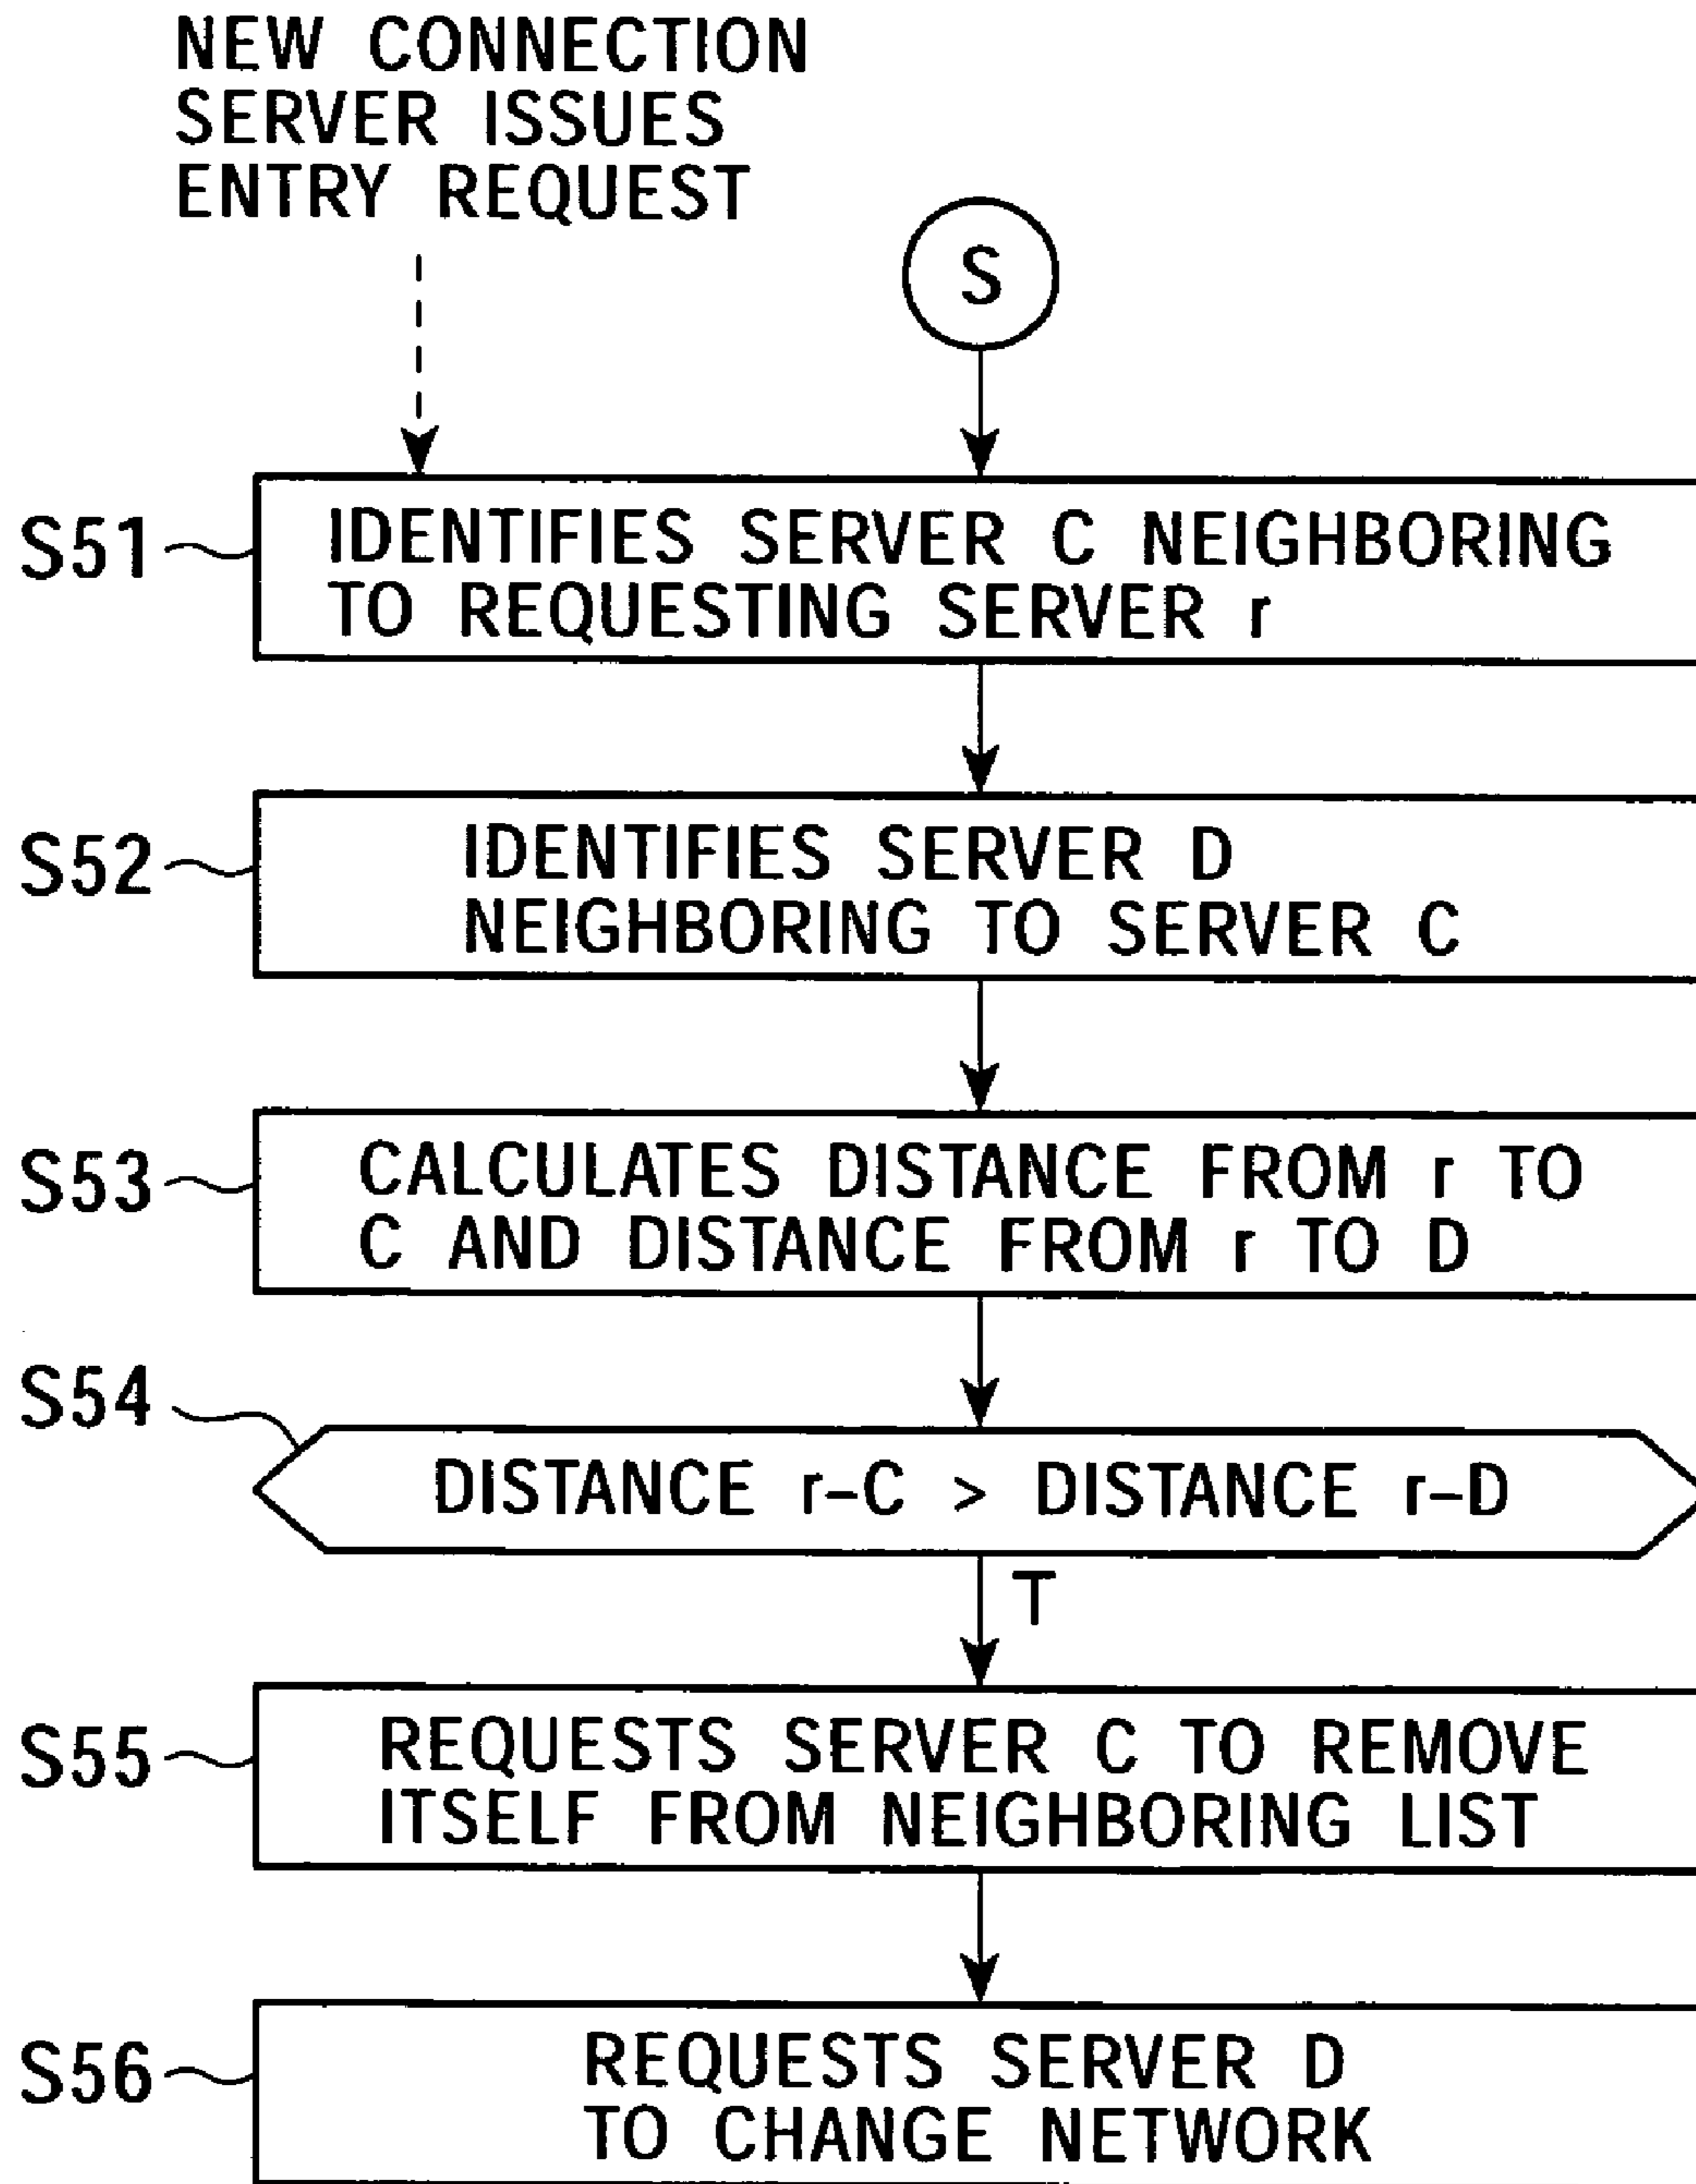 NEW CONNECTION
SERVER ISSUES
ENTRY REQUEST
S
S51
IDENTIFIES SERVER C NEIGHBORING
TO REQUESTING SERVER r
S52
IDENTIFIES SERVER D
NEIGHBORING TO SERVER C
S53
CALCULATES DISTANCE FROM r TO
C AND DISTANCE FROM r TO D
S54
DISTANCE r-C > DISTANCE r-D
T
S55
REQUESTS SERVER C TO REMOVE
ITSELF FROM NEIGHBORING LIST
S56
REQUESTS SERVER D
TO CHANGE NETWORK